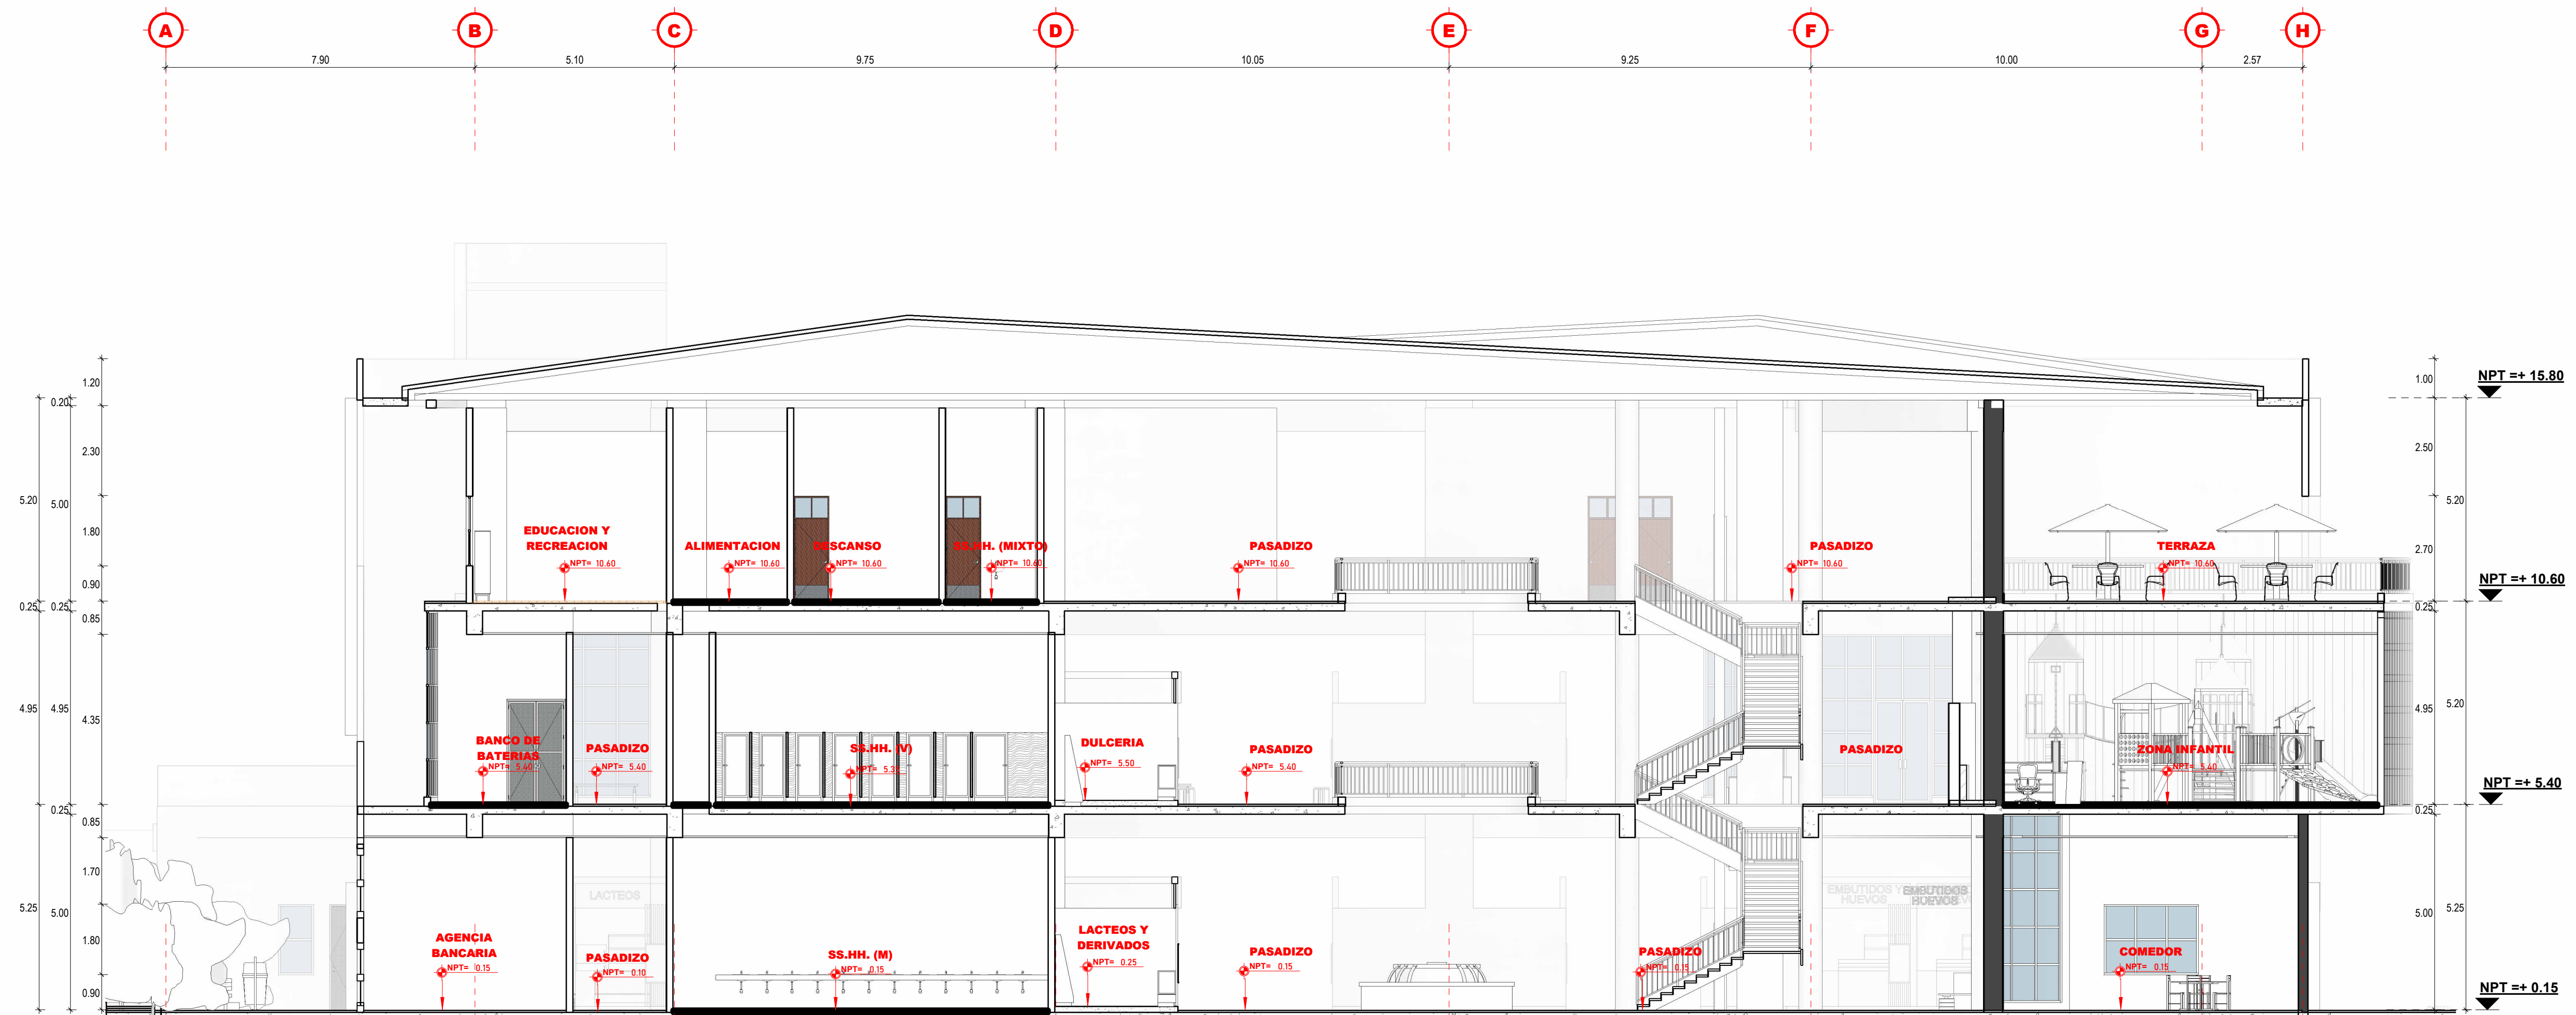 A B C D E F G H
7.90 5.10 9.75 10.05 9.25 10.00 2.57
1.20
1.00
NPT =+ 15.80
0.20
2.30
2.50
5.20
5.00
5.20
EDUCACION Y
RECREACION
NPT= 10.60
ALIMENTACION
NPT= 10.60
DESCANSO
NPT= 10.60
SS.HH. (MIXTO)
NPT= 10.60
PASADIZO
NPT= 10.60
PASADIZO
NPT= 10.60
TERRAZA
NPT= 10.60
1.80
2.70
0.90
NPT =+ 10.60
0.25
0.25
0.25
0.85
4.95
4.95
4.35
4.95
5.20
BANCO DE
BATERIAS
NPT= 5.40
PASADIZO
NPT= 5.40
SS.HH. (V)
DULCERIA
NPT= 5.50
PASADIZO
NPT= 5.40
PASADIZO
ZONA INFANTIL
NPT= 5.40
NPT =+ 5.40
0.25
0.25
0.85
1.70
LACTEOS
EMBUTIDOS Y
HUEVOS
EMBUTIDOS
HUEVOS
5.25
5.00
5.00
5.25
1.80
AGENCIA
BANCARIA
NPT= 0.15
PASADIZO
NPT= 0.10
SS.HH. (M)
NPT= 0.15
LACTEOS Y
DERIVADOS
NPT= 0.25
PASADIZO
NPT= 0.15
PASADIZO
NPT= 0.15
COMEDOR
NPT= 0.15
0.90
NPT =+ 0.15